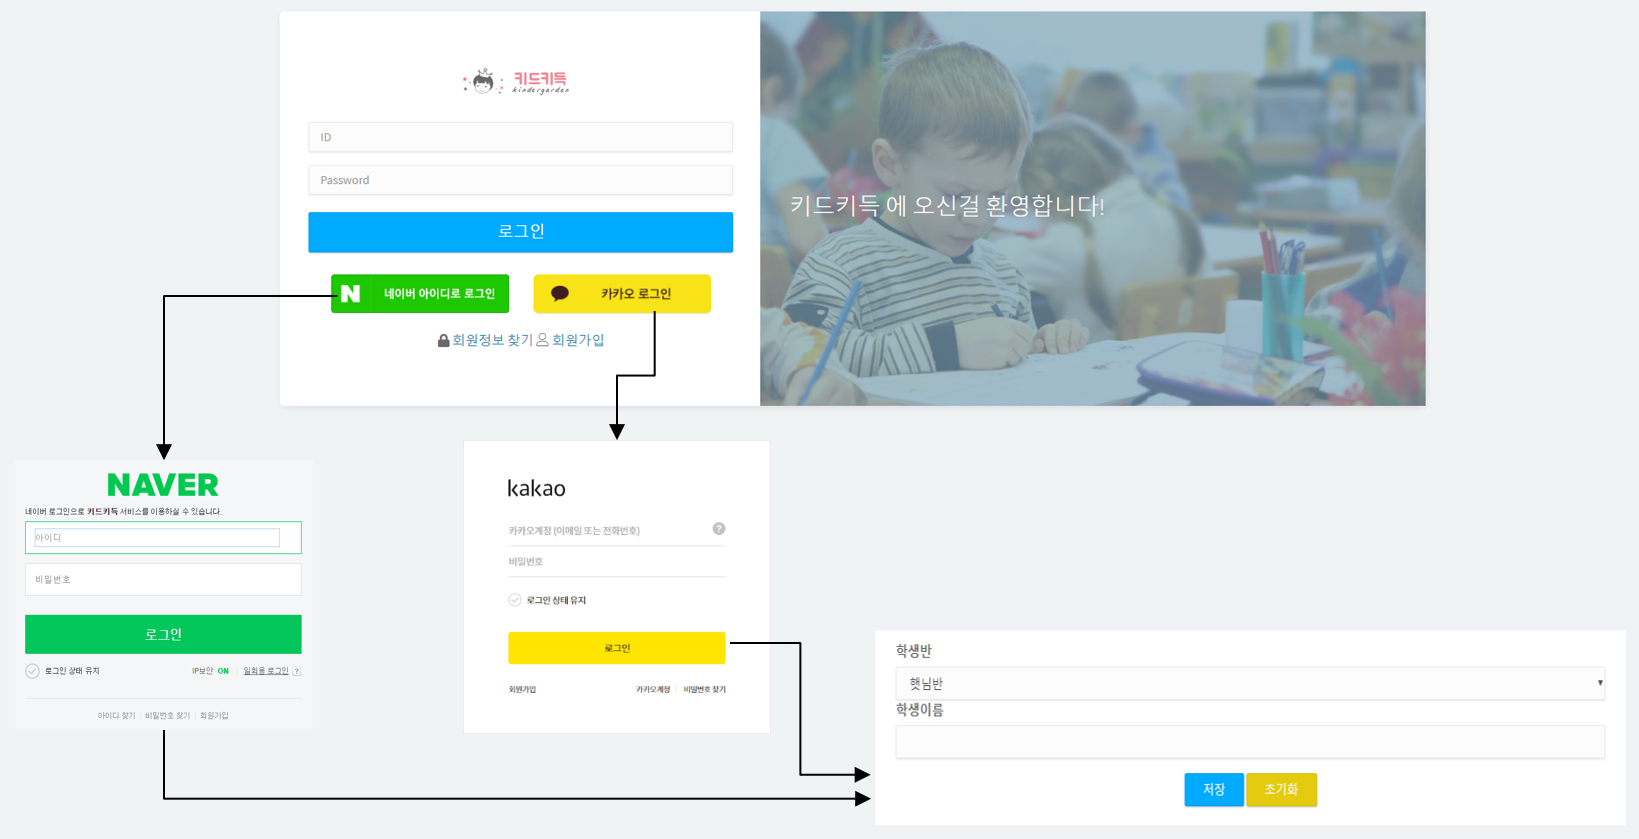 키드키득
kindergarden
ID
Password
로그인
N 네이버 아이디로 로그인
카카오 로그인
회원정보 찾기 회원가입
키드키득 에 오신걸 환영합니다!
NAVER
네이버 로그인으로 키드키득 서비스를 이용하실 수 있습니다.
아이디
비밀번호
로그인
로그인 상태 유지 IP보안 ON 일회용 로그인 ?
아이디 찾기 비밀번호 찾기 회원가입
kakao
카카오계정 (이메일 또는 전화번호) ?
비밀번호
로그인 상태 유지
로그인
회원가입 카카오계정 비밀번호 찾기
학생반
햇님반
학생이름
저장 초기화